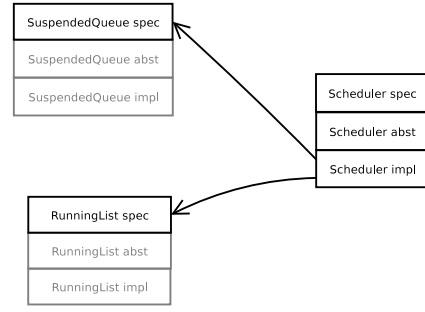 SuspendedQueue spec
SuspendedQueue abst
SuspendedQueue impl
Scheduler spec
Scheduler abst
Scheduler impl
RunningList spec
RunningList abst
RunningList impl